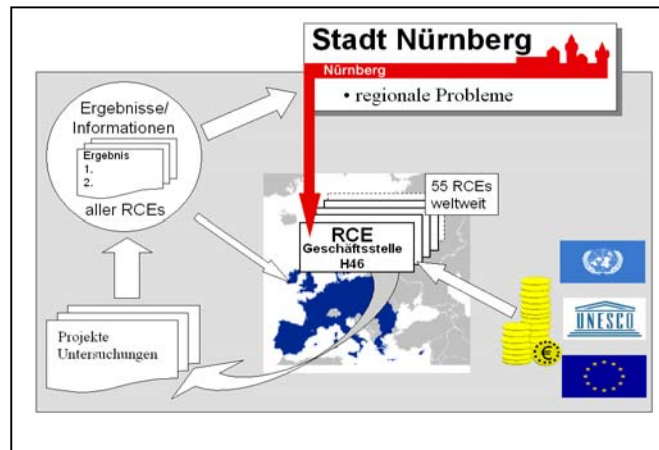 Stadt Nürnberg
Nürnberg
• regionale Probleme
Ergebnisse/
Informationen
Ergebnis
1.
2.
aller RCEs
55 RCEs
weltweit
RCE
Geschäftsstelle
H46
Projekte
Untersuchungen
UNESCO
€